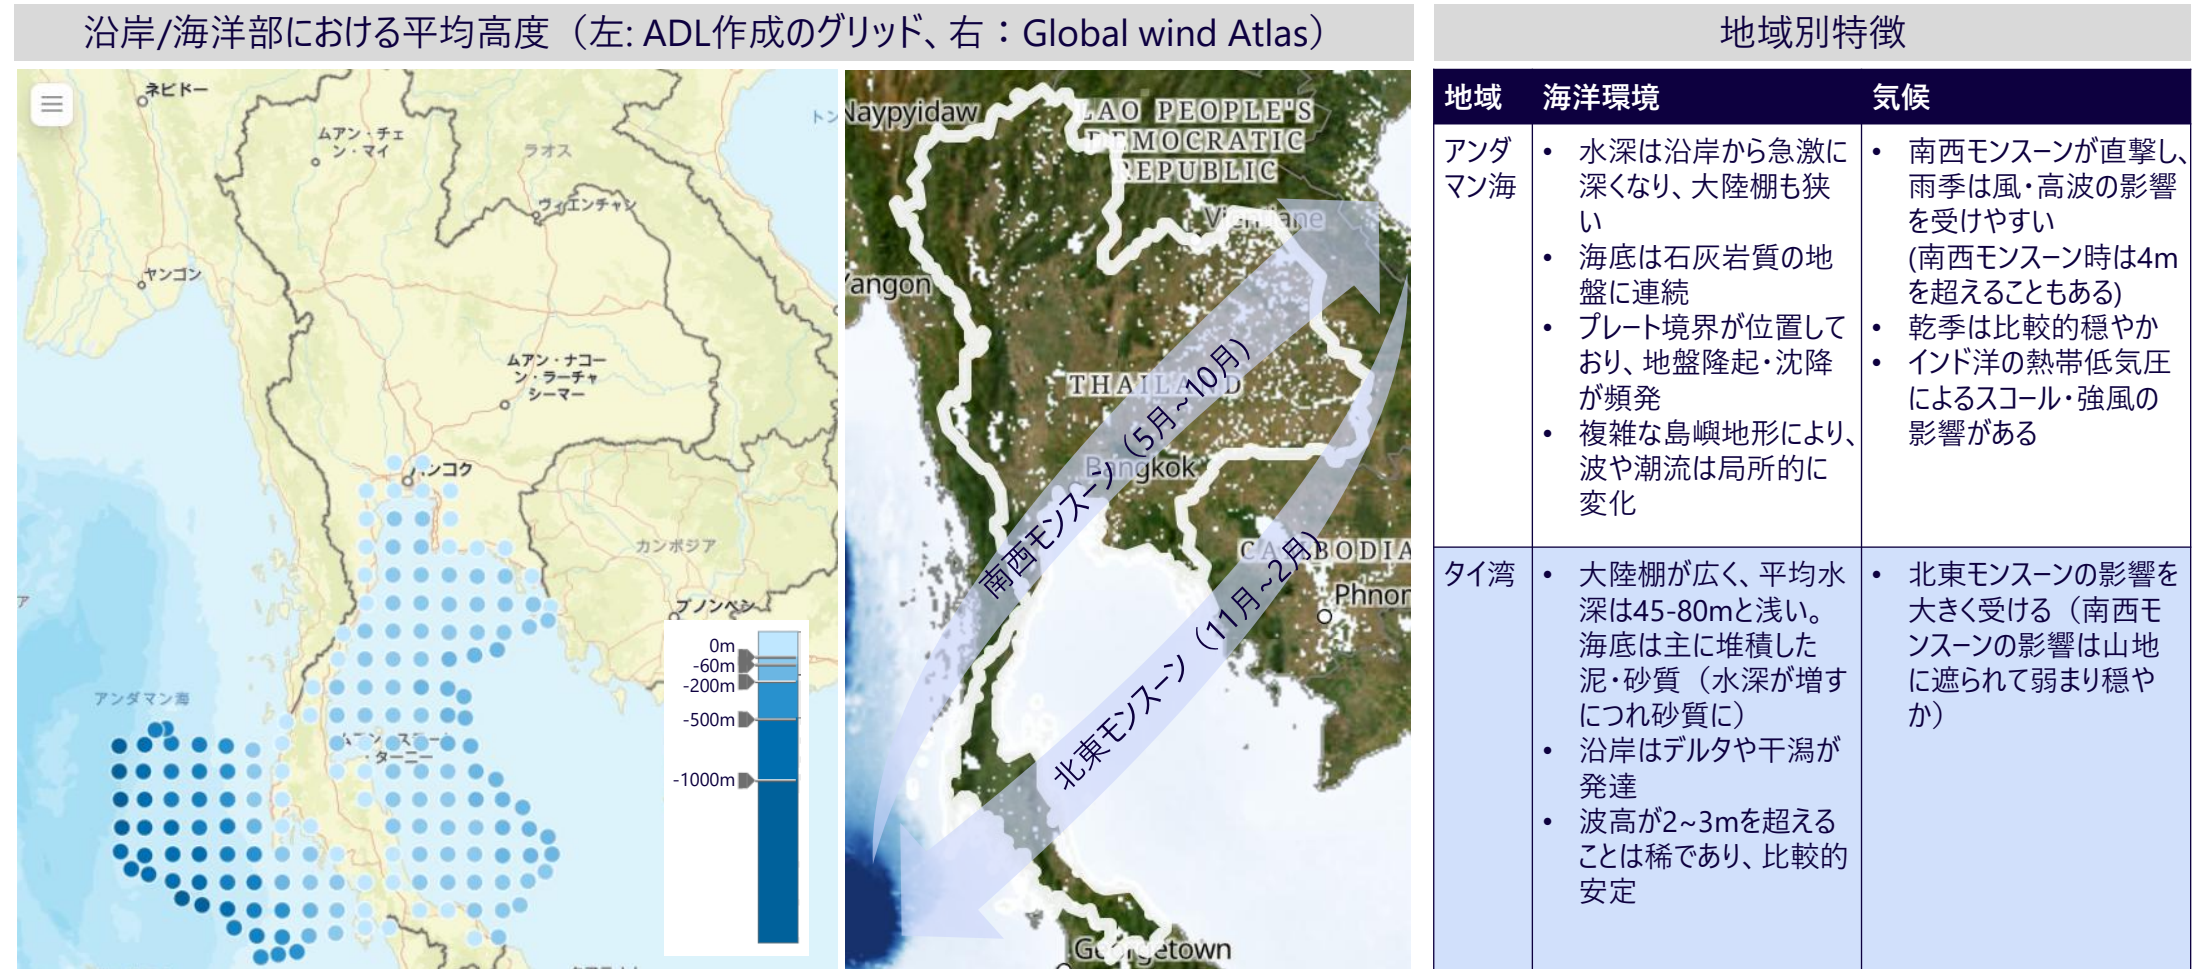 沿岸/海洋部における平均高度（左: ADL作成のグリッド、右：Global wind Atlas）
地域別特徴
ネピドー
ムアン・チェ
ン・マイ
ラオス
トン
ヴィエンチャン
ヤンゴン
ムアン・ナコー
ン・ラーチャ
シーマー
バンコク
カンボジア
プノンペン
ア
アンダマン海
ムアン・スラート
・ターニー
0m
-60m
-200m
-500m
-1000m
Naypyidaw
LAO PEOPLE'S
DEMOCRATIC
REPUBLIC
Vientiane
Yangon
THAILAND
Bangkok
CAMBODIA
Phnom
Georgetown
南西モンスーン（5月~10月）
北東モンスーン（11月~2月）
地域
海洋環境
気候
アンダ
マン海
• 水深は沿岸から急激に
深くなり、大陸棚も狭
い
• 海底は石灰岩質の地
盤に連続
• プレート境界が位置して
おり、地盤隆起・沈降
が頻発
• 複雑な島嶼地形により、
波や潮流は局所的に
変化
• 南西モンスーンが直撃し、
雨季は風・高波の影響
を受けやすい
(南西モンスーン時は4m
を超えることもある)
• 乾季は比較的穏やか
• インド洋の熱帯低気圧
によるスコール・強風の
影響がある
タイ湾
• 大陸棚が広く、平均水
深は45-80mと浅い。
海底は主に堆積した
泥・砂質（水深が増す
につれ砂質に）
• 沿岸はデルタや干潟が
発達
• 波高が2~3mを超える
ことは稀であり、比較的
安定
• 北東モンスーンの影響を
大きく受ける（南西モ
ンスーンの影響は山地
に遮られて弱まり穏や
か）